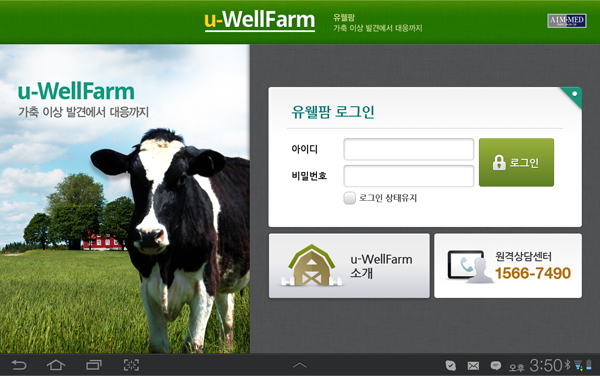 u-WellFarm
유웰팜
가축 이상 발견에서 대응까지
AIM-MED
u-WellFarm
가축 이상 발견에서 대응까지
유웰팜 로그인
아이디
비밀번호
로그인
로그인 상태유지
u-WellFarm
소개
원격상담센터
1566-7490
오후 3:50